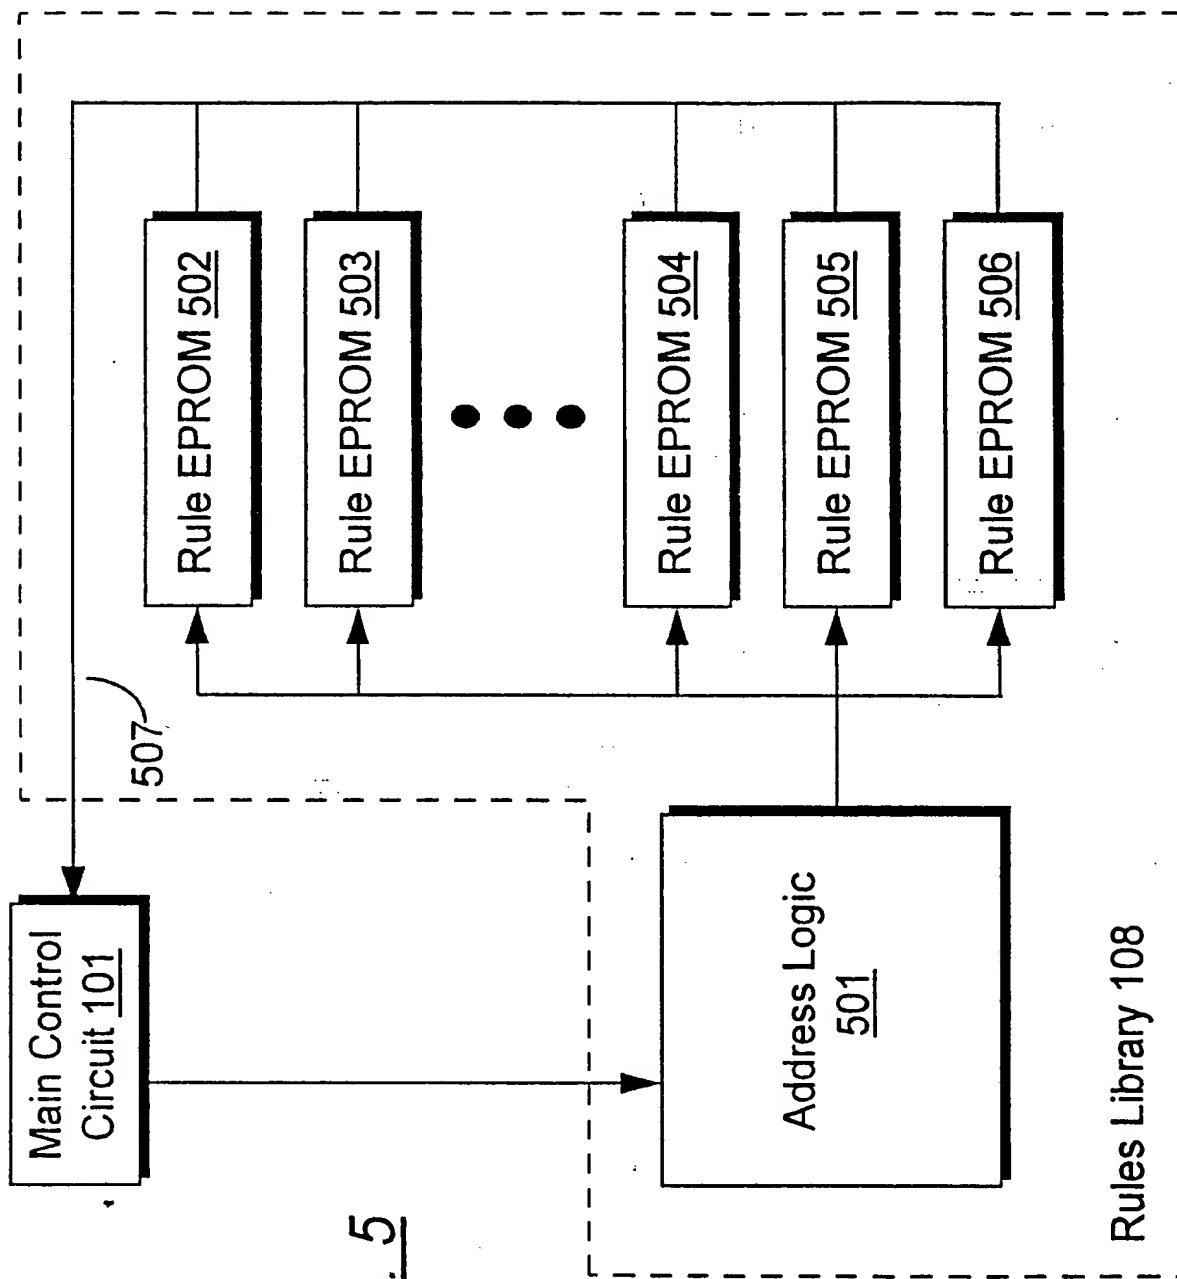 Main Control
Circuit 101
507
Rule EPROM 502
Rule EPROM 503
Rule EPROM 504
Rule EPROM 505
Rule EPROM 506
Address Logic
501
Rules Library 108
5